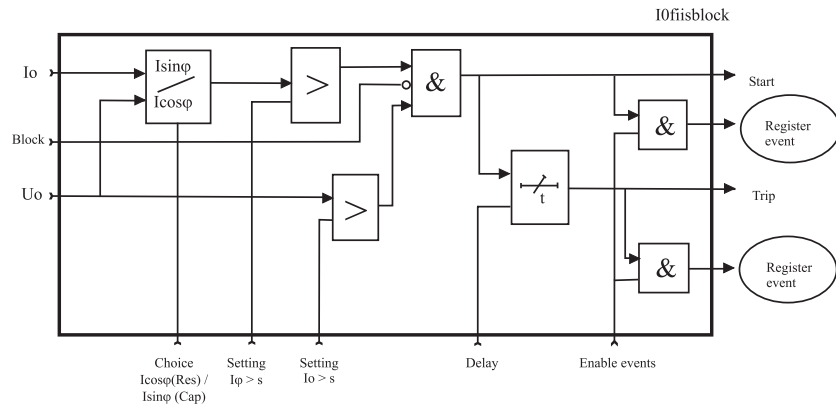 I0fiisblock
Io
Isinφ
Icosφ
>
&
Start
&
Register
event
Block
Uo
>
t
Trip
&
Register
event
Choice
Icosφ(Res) /
Isinφ (Cap)
Setting
Iφ > s
Setting
Io > s
Delay
Enable events